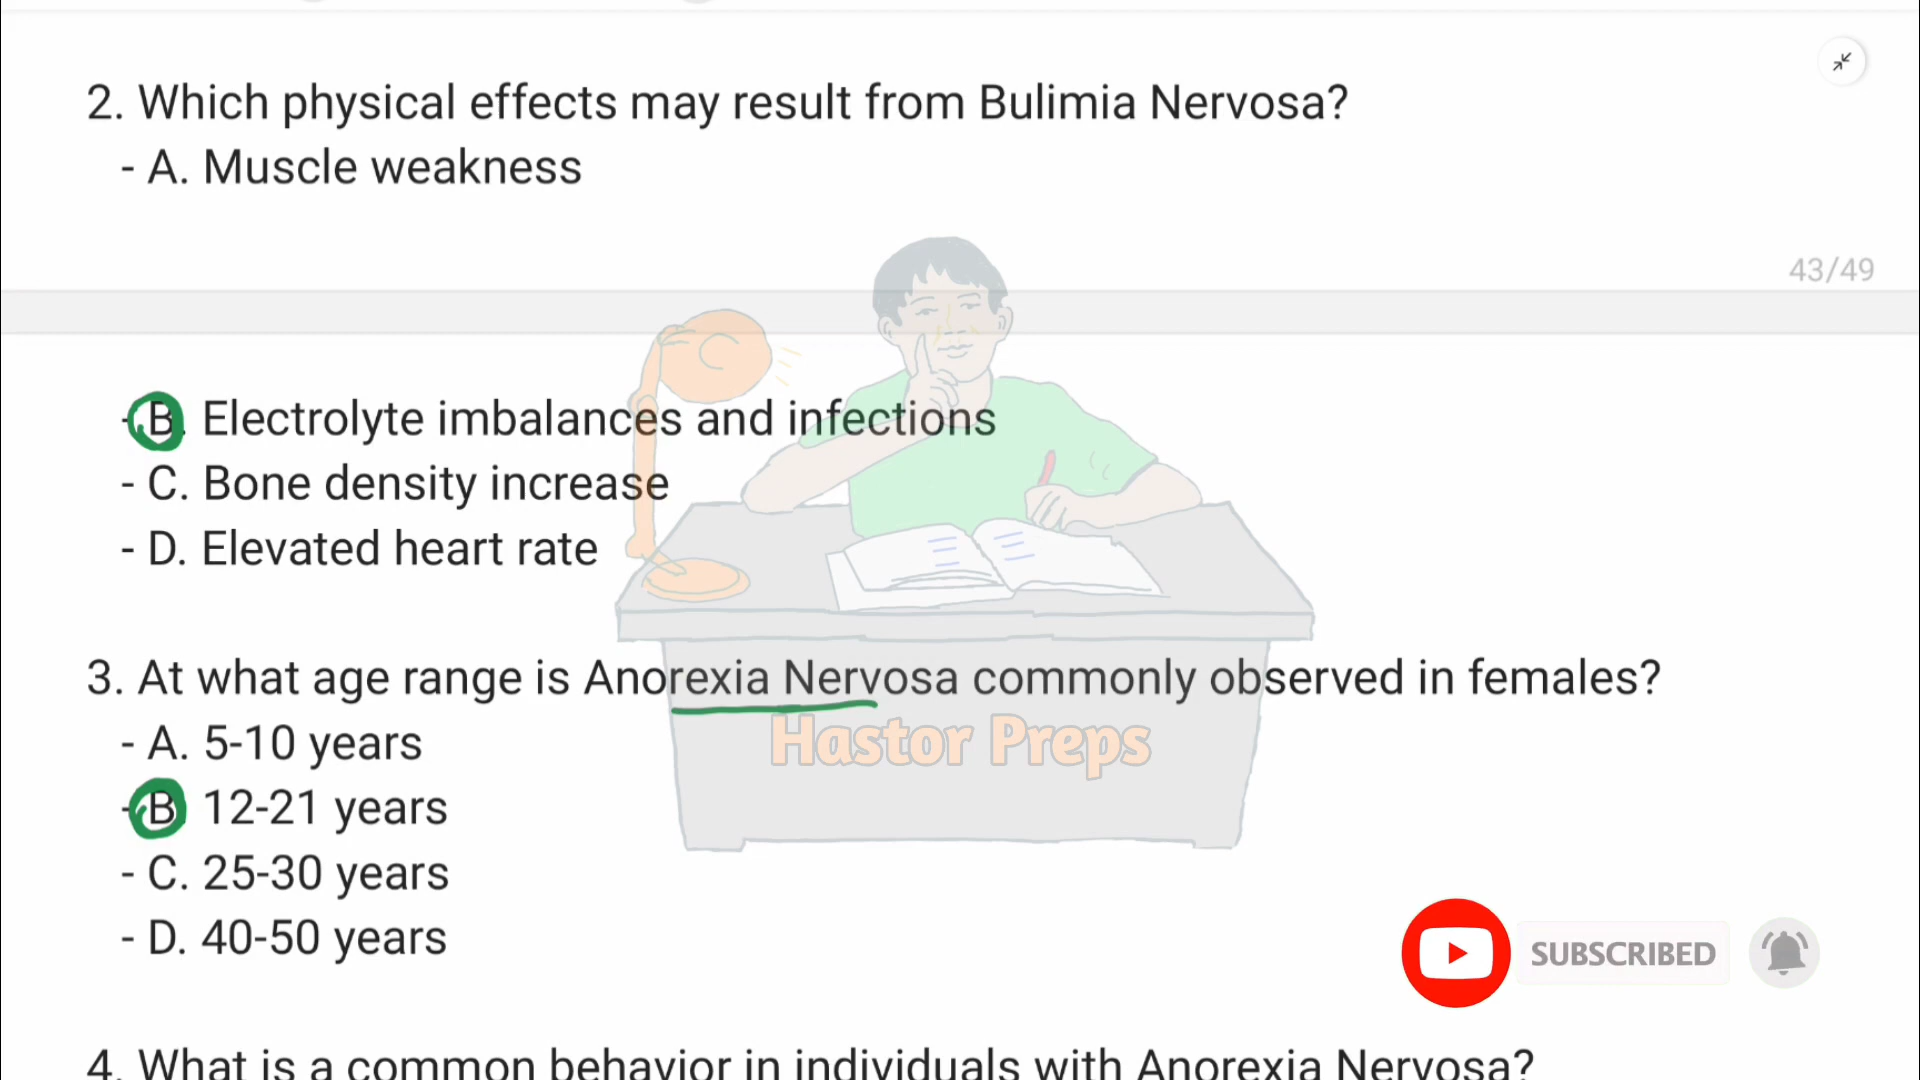 2. Which physical effects may result from Bulimia Nervosa?
- A. Muscle weakness
43/49
- B. Electrolyte imbalances and infections
- C. Bone density increase
- D. Elevated heart rate
3. At what age range is Anorexia Nervosa commonly observed in females?
Hastor Preps
- A. 5-10 years
- B. 12-21 years
- C. 25-30 years
- D. 40-50 years
SUBSCRIBED
4. What is a common behavior in individuals with Anorexia Nervosa?